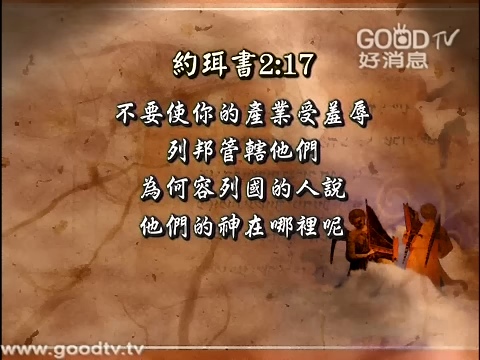 GOOD TV
好消息
約珥書2:17
不要使你的產業受羞辱
列邦管轄他們
為何容列國的人說
他們的神在哪裡呢
www.goodtv.tv